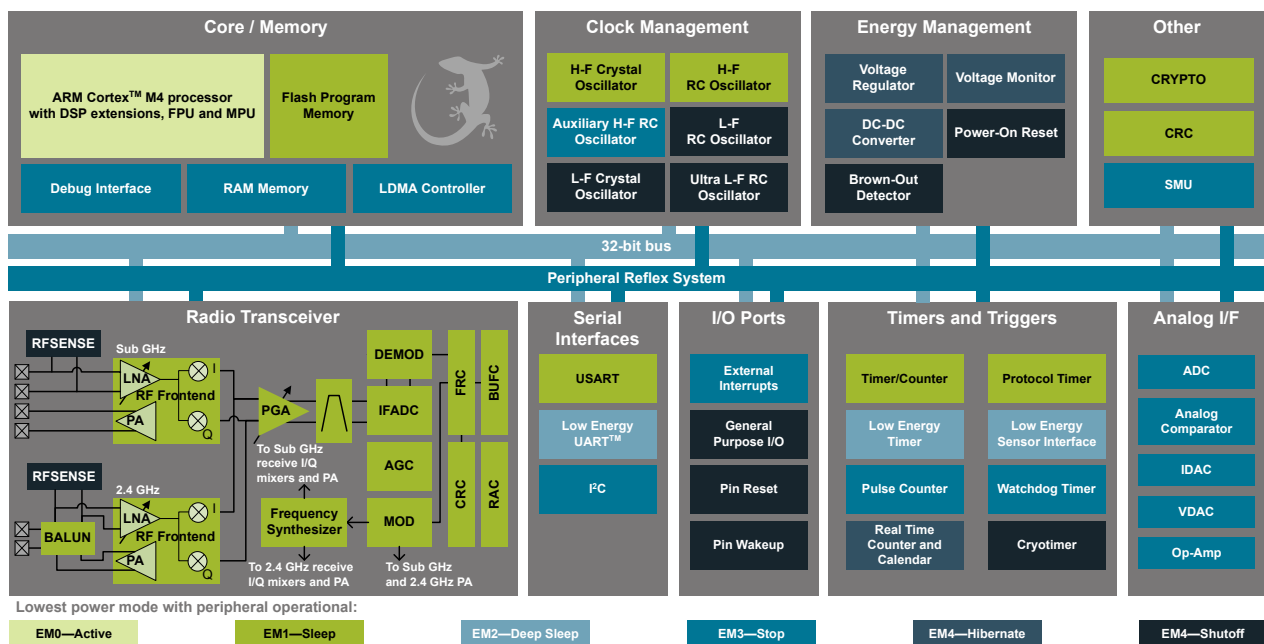 Core / Memory
ARM Cortex™ M4 processor
with DSP extensions, FPU and MPU
Flash Program
Memory
Debug Interface
RAM Memory
LDMA Controller
Clock Management
H-F Crystal
Oscillator
H-F
RC Oscillator
Auxiliary H-F RC
Oscillator
L-F
RC Oscillator
L-F Crystal
Oscillator
Ultra L-F RC
Oscillator
Energy Management
Voltage
Regulator
Voltage Monitor
DC-DC
Converter
Power-On Reset
Brown-Out
Detector
Other
CRYPTO
CRC
SMU
32-bit bus
Peripheral Reflex System
Radio Transceiver
RFSENSE
Sub GHz
LNA
RF Frontend
PA
I
Q
RFSENSE
2.4 GHz
LNA
RF Frontend
BALUN
PA
I
Q
PGA
To Sub GHz
receive I/Q
mixers and PA
Frequency
Synthesizer
To 2.4 GHz receive
I/Q mixers and PA
DEMOD
IFADC
AGC
MOD
To Sub GHz
and 2.4 GHz PA
FRC
BUFC
CRC
RAC
Serial
Interfaces
USART
Low Energy
UART™
I²C
I/O Ports
External
Interrupts
General
Purpose I/O
Pin Reset
Pin Wakeup
Timers and Triggers
Timer/Counter
Protocol Timer
Low Energy
Timer
Low Energy
Sensor Interface
Pulse Counter
Watchdog Timer
Real Time
Counter and
Calendar
Cryotimer
Analog I/F
ADC
Analog
Comparator
IDAC
VDAC
Op-Amp
Lowest power mode with peripheral operational:
EM0—Active
EM1—Sleep
EM2—Deep Sleep
EM3—Stop
EM4—Hibernate
EM4—Shutoff